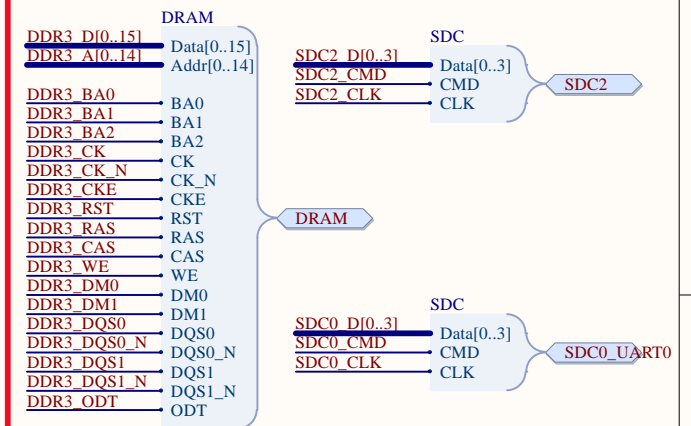 DRAM
DDR3_D[0..15]
Data[0..15]
DDR3_A[0..14]
Addr[0..14]
DDR3_BA0
BA0
DDR3_BA1
BA1
DDR3_BA2
BA2
DDR3_CK
CK
DDR3_CK_N
CK_N
DDR3_CKE
CKE
DDR3_RST
RST
DDR3_RAS
RAS
DDR3_CAS
CAS
DDR3_WE
WE
DDR3_DM0
DM0
DDR3_DM1
DM1
DDR3_DQS0
DQS0
DDR3_DQS0_N
DQS0_N
DDR3_DQS1
DQS1
DDR3_DQS1_N
DQS1_N
DDR3_ODT
ODT
DRAM
SDC
SDC2_D[0..3]
Data[0..3]
SDC2_CMD
CMD
SDC2_CLK
CLK
SDC2
SDC
SDC0_D[0..3]
Data[0..3]
SDC0_CMD
CMD
SDC0_CLK
CLK
SDC0_UART0